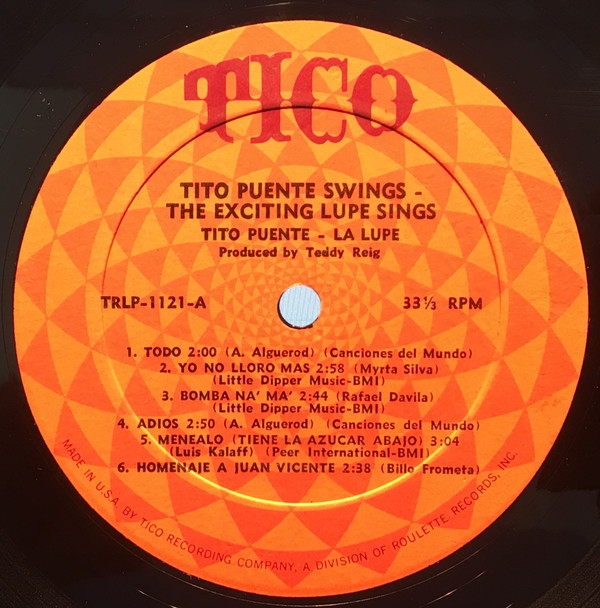 TICO
TITO PUENTE SWINGS -
THE EXCITING LUPE SINGS
TITO PUENTE - LA LUPE
Produced by Teddy Reig
TRLP-1121-A
33⅓ RPM
1. TODO 2:00 (A. Alguerod) (Canciones del Mundo)
2. YO NO LLORO MAS 2:58 (Myrta Silva)
(Little Dipper Music-BMI)
3. BOMBA NA' MA' 2:44 (Rafael Davila)
(Little Dipper Music-BMI)
4. ADIOS 2:50 (A. Alguerod) (Canciones del Mundo)
5. MENEALO (TIENE LA AZUCAR ABAJO) 3:04
(Luis Kalaff) (Peer International-BMI)
6. HOMENAJE A JUAN VICENTE 2:38 (Billo Frometa)
MADE IN U.S.A. BY TICO RECORDING COMPANY, A DIVISION OF ROULETTE RECORDS, INC.